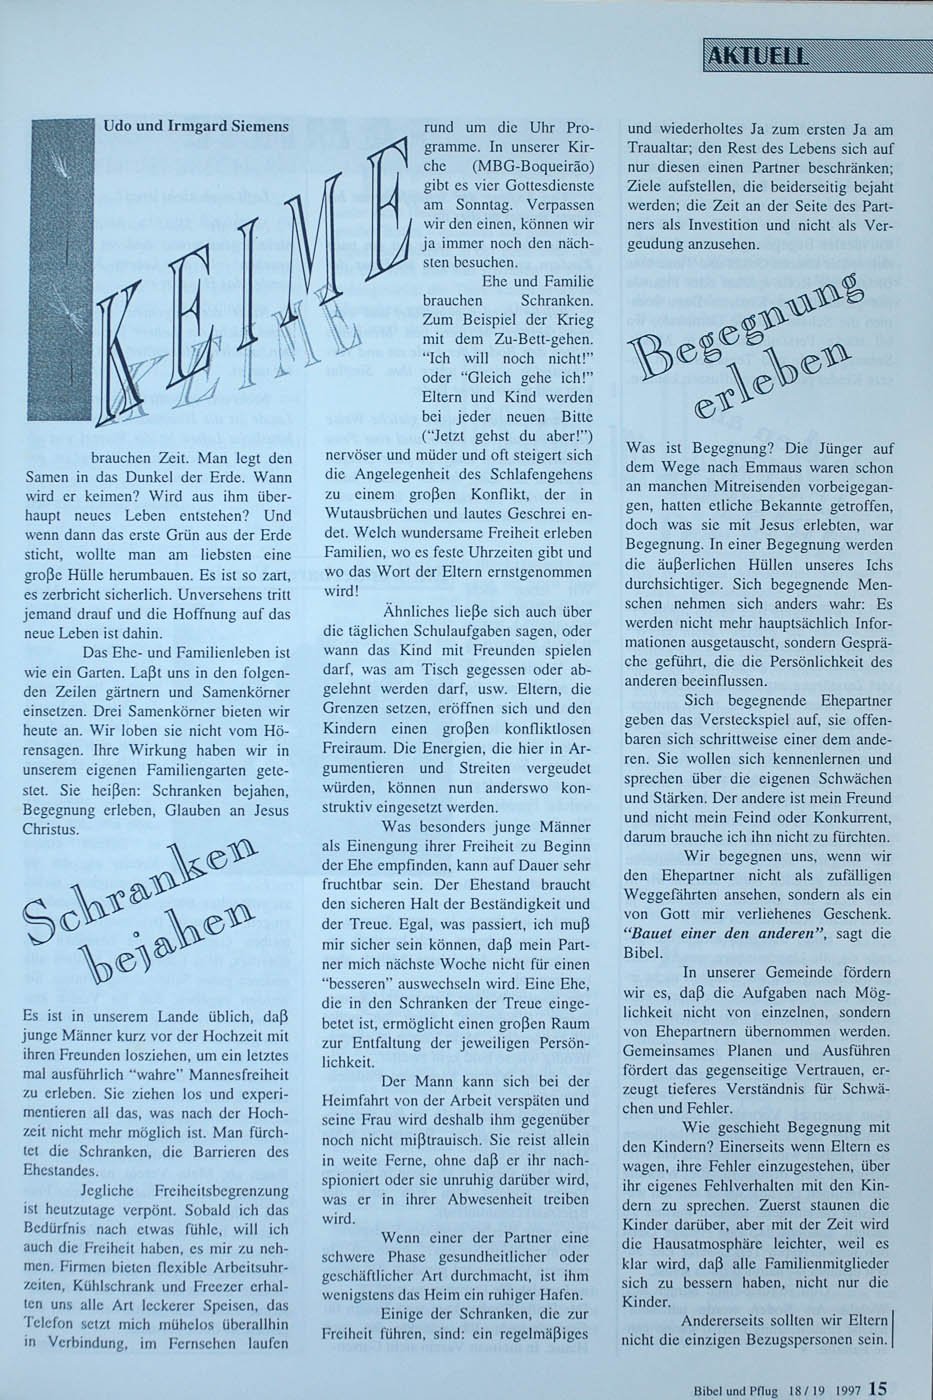 AKTUELL
Udo und Irmgard Siemens
KEIME
KEIME
brauchen Zeit. Man legt den
Samen in das Dunkel der Erde. Wann
wird er keimen? Wird aus ihm über-
haupt neues Leben entstehen? Und
wenn dann das erste Grün aus der Erde
sticht, wollte man am liebsten eine
große Hülle herumbauen. Es ist so zart,
es zerbricht sicherlich. Unversehens tritt
jemand drauf und die Hoffnung auf das
neue Leben ist dahin.
Das Ehe- und Familienleben ist
wie ein Garten. Laßt uns in den folgen-
den Zeilen gärtnern und Samenkörner
einsetzen. Drei Samenkörner bieten wir
heute an. Wir loben sie nicht vom Hö-
rensagen. Ihre Wirkung haben wir in
unserem eigenen Familiengarten gete-
stet. Sie heißen: Schranken bejahen,
Begegnung erleben, Glauben an Jesus
Christus.
Schranken
bejahen
Es ist in unserem Lande üblich, daß
junge Männer kurz vor der Hochzeit mit
ihren Freunden losziehen, um ein letztes
mal ausführlich “wahre” Mannesfreiheit
zu erleben. Sie ziehen los und experi-
mentieren all das, was nach der Hoch-
zeit nicht mehr möglich ist. Man fürch-
tet die Schranken, die Barrieren des
Ehestandes.
Jegliche Freiheitsbegrenzung
ist heutzutage verpönt. Sobald ich das
Bedürfnis nach etwas fühle, will ich
auch die Freiheit haben, es mir zu neh-
men. Firmen bieten flexible Arbeitsuhr-
zeiten, Kühlschrank und Freezer erhal-
ten uns alle Art leckerer Speisen, das
Telefon setzt mich mühelos überallhin
in Verbindung, im Fernsehen laufen
rund um die Uhr Pro-
gramme. In unserer Kir-
che (MBG-Boqueirão)
gibt es vier Gottesdienste
am Sonntag. Verpassen
wir den einen, können wir
ja immer noch den näch-
sten besuchen.
Ehe und Familie
brauchen Schranken.
Zum Beispiel der Krieg
mit dem Zu-Bett-gehen.
“Ich will noch nicht!”
oder “Gleich gehe ich!”
Eltern und Kind werden
bei jeder neuen Bitte
(“Jetzt gehst du aber!”)
nervöser und müder und oft steigert sich
die Angelegenheit des Schlafengehens
zu einem großen Konflikt, der in
Wutausbrüchen und lautes Geschrei en-
det. Welch wundersame Freiheit erleben
Familien, wo es feste Uhrzeiten gibt und
wo das Wort der Eltern ernstgenommen
wird!
Ähnliches ließe sich auch über
die täglichen Schulaufgaben sagen, oder
wann das Kind mit Freunden spielen
darf, was am Tisch gegessen oder ab-
gelehnt werden darf, usw. Eltern, die
Grenzen setzen, eröffnen sich und den
Kindern einen großen konfliktlosen
Freiraum. Die Energien, die hier in Ar-
gumentieren und Streiten vergeudet
würden, können nun anderswo kon-
struktiv eingesetzt werden.
Was besonders junge Männer
als Einengung ihrer Freiheit zu Beginn
der Ehe empfinden, kann auf Dauer sehr
fruchtbar sein. Der Ehestand braucht
den sicheren Halt der Beständigkeit und
der Treue. Egal, was passiert, ich muß
mir sicher sein können, daß mein Part-
ner mich nächste Woche nicht für einen
“besseren” auswechseln wird. Eine Ehe,
die in den Schranken der Treue einge-
betet ist, ermöglicht einen großen Raum
zur Entfaltung der jeweiligen Persön-
lichkeit.
Der Mann kann sich bei der
Heimfahrt von der Arbeit verspäten und
seine Frau wird deshalb ihm gegenüber
noch nicht mißtrauisch. Sie reist allein
in weite Ferne, ohne daß er ihr nach-
spioniert oder sie unruhig darüber wird,
was er in ihrer Abwesenheit treiben
wird.
Wenn einer der Partner eine
schwere Phase gesundheitlicher oder
geschäftlicher Art durchmacht, ist ihm
wenigstens das Heim ein ruhiger Hafen.
Einige der Schranken, die zur
Freiheit führen, sind: ein regelmäßiges
und wiederholtes Ja zum ersten Ja am
Traualtar; den Rest des Lebens sich auf
nur diesen einen Partner beschränken;
Ziele aufstellen, die beiderseitig bejaht
werden; die Zeit an der Seite des Part-
ners als Investition und nicht als Ver-
geudung anzusehen.
Begegnung
erleben
Was ist Begegnung? Die Jünger auf
dem Wege nach Emmaus waren schon
an manchen Mitreisenden vorbeigegan-
gen, hatten etliche Bekannte getroffen,
doch was sie mit Jesus erlebten, war
Begegnung. In einer Begegnung werden
die äußerlichen Hüllen unseres Ichs
durchsichtiger. Sich begegnende Men-
schen nehmen sich anders wahr: Es
werden nicht mehr hauptsächlich Infor-
mationen ausgetauscht, sondern Gesprä-
che geführt, die die Persönlichkeit des
anderen beeinflussen.
Sich begegnende Ehepartner
geben das Versteckspiel auf, sie offen-
baren sich schrittweise einer dem ande-
ren. Sie wollen sich kennenlernen und
sprechen über die eigenen Schwächen
und Stärken. Der andere ist mein Freund
und nicht mein Feind oder Konkurrent,
darum brauche ich ihn nicht zu fürchten.
Wir begegnen uns, wenn wir
den Ehepartner nicht als zufälligen
Weggefährten ansehen, sondern als ein
von Gott mir verliehenes Geschenk.
“Bauet einer den anderen”, sagt die
Bibel.
In unserer Gemeinde fördern
wir es, daß die Aufgaben nach Mög-
lichkeit nicht von einzelnen, sondern
von Ehepartnern übernommen werden.
Gemeinsames Planen und Ausführen
fördert das gegenseitige Vertrauen, er-
zeugt tieferes Verständnis für Schwä-
chen und Fehler.
Wie geschieht Begegnung mit
den Kindern? Einerseits wenn Eltern es
wagen, ihre Fehler einzugestehen, über
ihr eigenes Fehlverhalten mit den Kin-
dern zu sprechen. Zuerst staunen die
Kinder darüber, aber mit der Zeit wird
die Hausatmosphäre leichter, weil es
klar wird, daß alle Familienmitglieder
sich zu bessern haben, nicht nur die
Kinder.
Andererseits sollten wir Eltern
nicht die einzigen Bezugspersonen sein.
Bibel und Pflug 18 / 19 1997 15